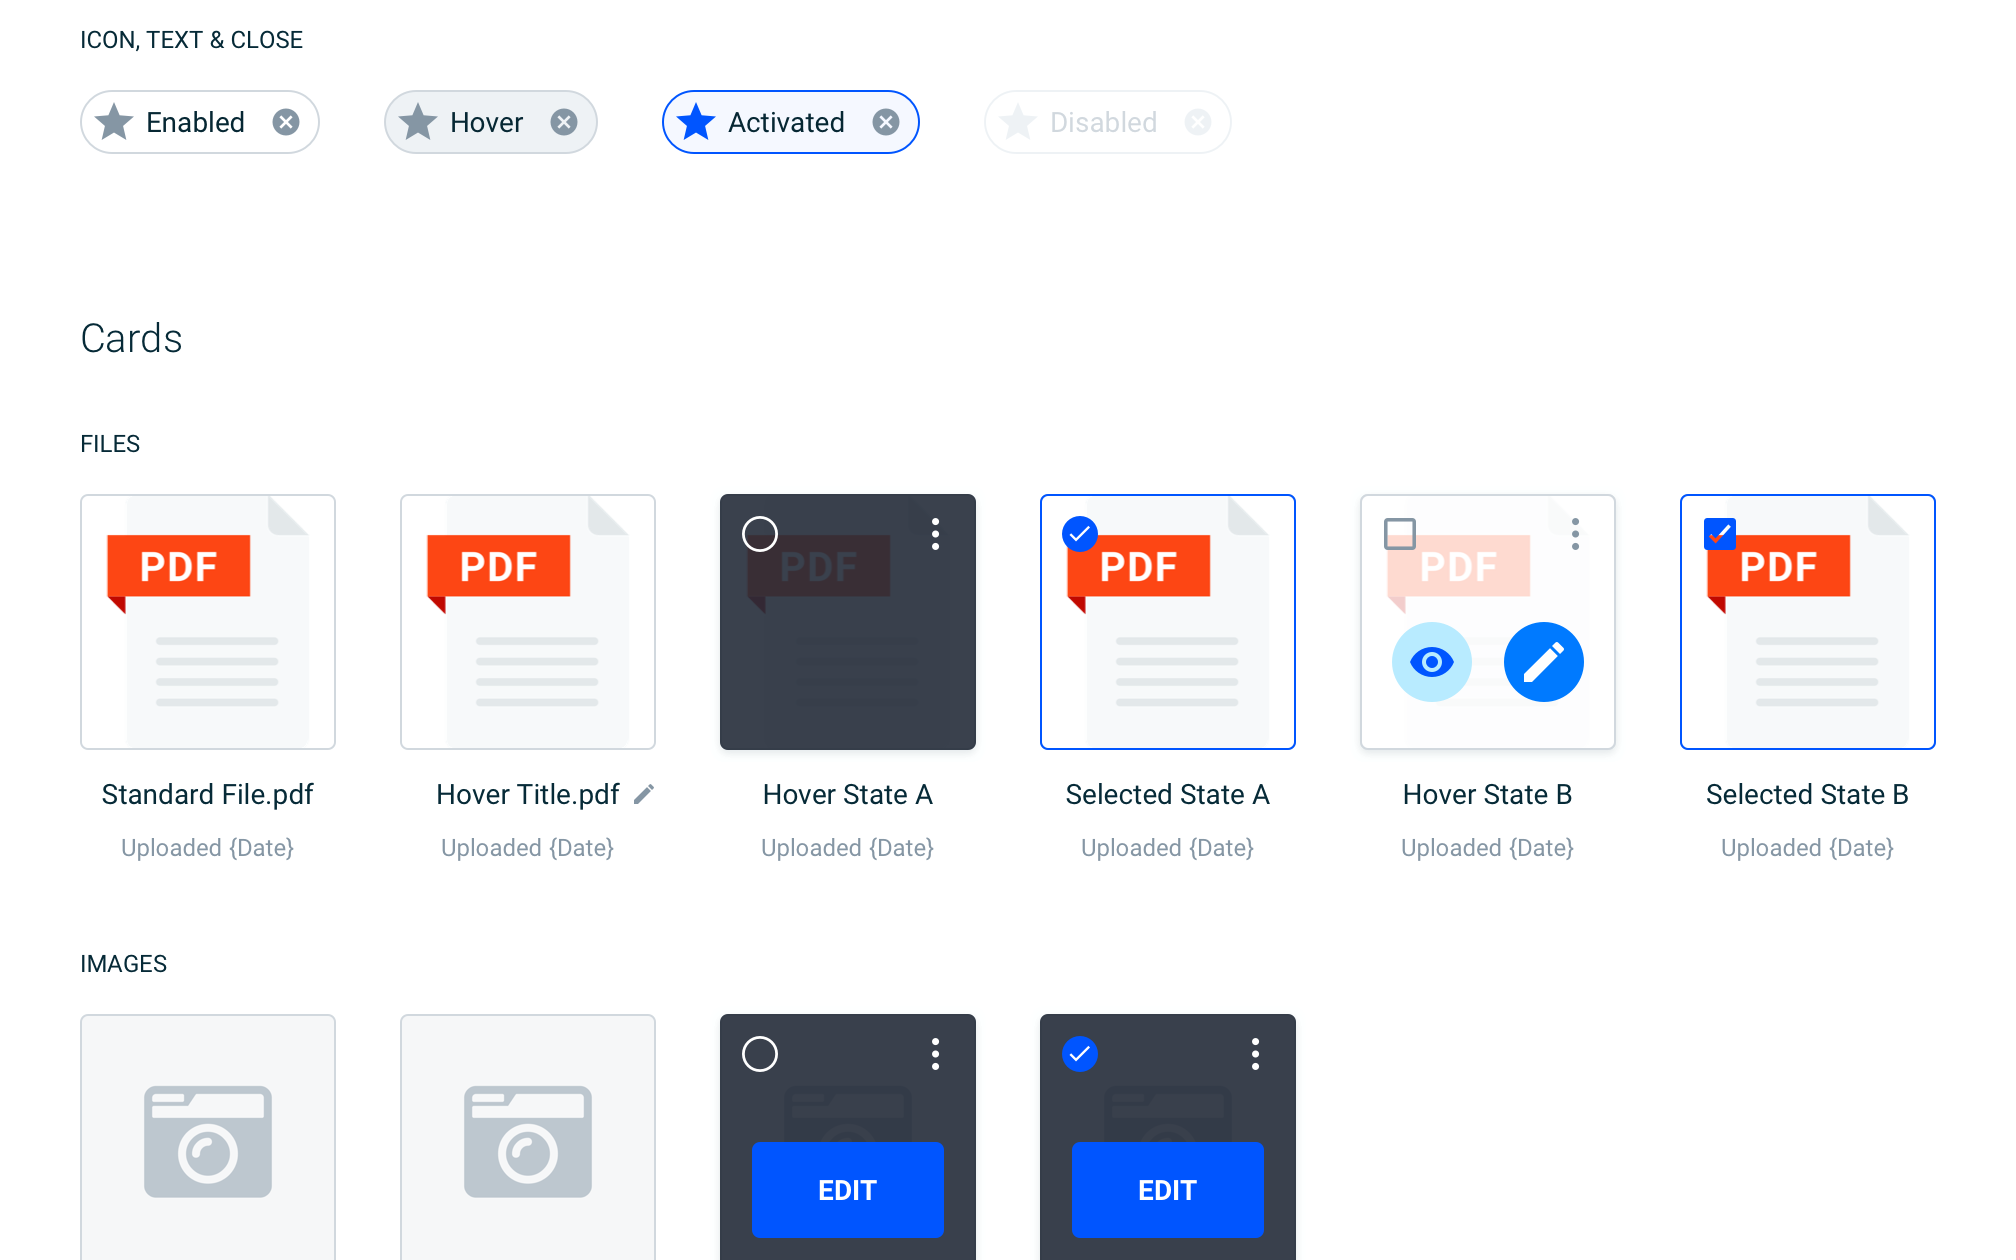 ICON, TEXT & CLOSE
Enabled
Hover
Activated
Disabled
Cards
FILES
PDF
PDF
PDF
PDF
PDF
PDF
Standard File.pdf
Hover Title.pdf
Hover State A
Selected State A
Hover State B
Selected State B
Uploaded {Date}
Uploaded {Date}
Uploaded {Date}
Uploaded {Date}
Uploaded {Date}
Uploaded {Date}
IMAGES
EDIT
EDIT